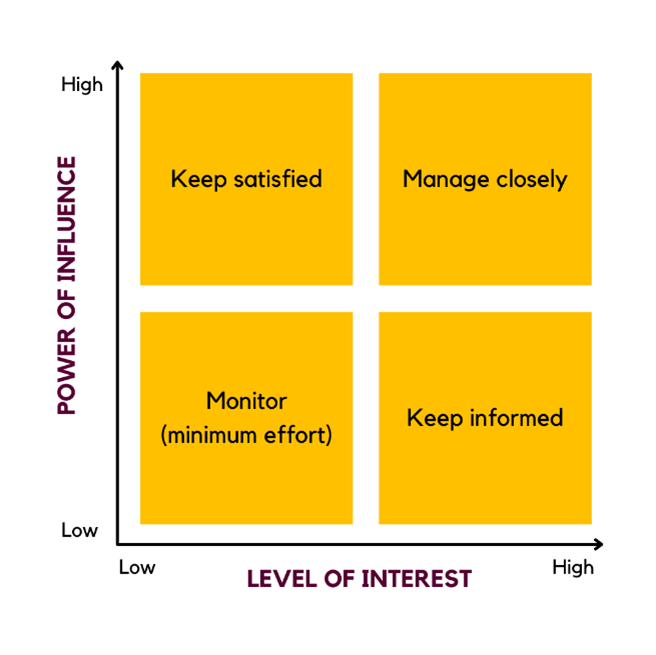 High
Keep satisfied
Manage closely
POWER OF INFLUENCE
Monitor
(minimum effort)
Keep informed
Low
Low
High
LEVEL OF INTEREST